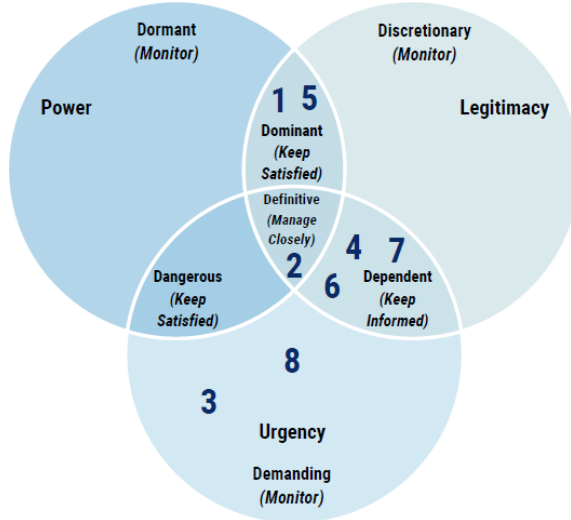 Dormant
(Monitor)
Discretionary
(Monitor)
Power
Legitimacy
1 5
Dominant
(Keep
Satisfied)
Definitive
(Manage
Closely)
2
4 7
6
Dependent
(Keep
Informed)
Dangerous
(Keep
Satisfied)
8
3
Urgency
Demanding
(Monitor)